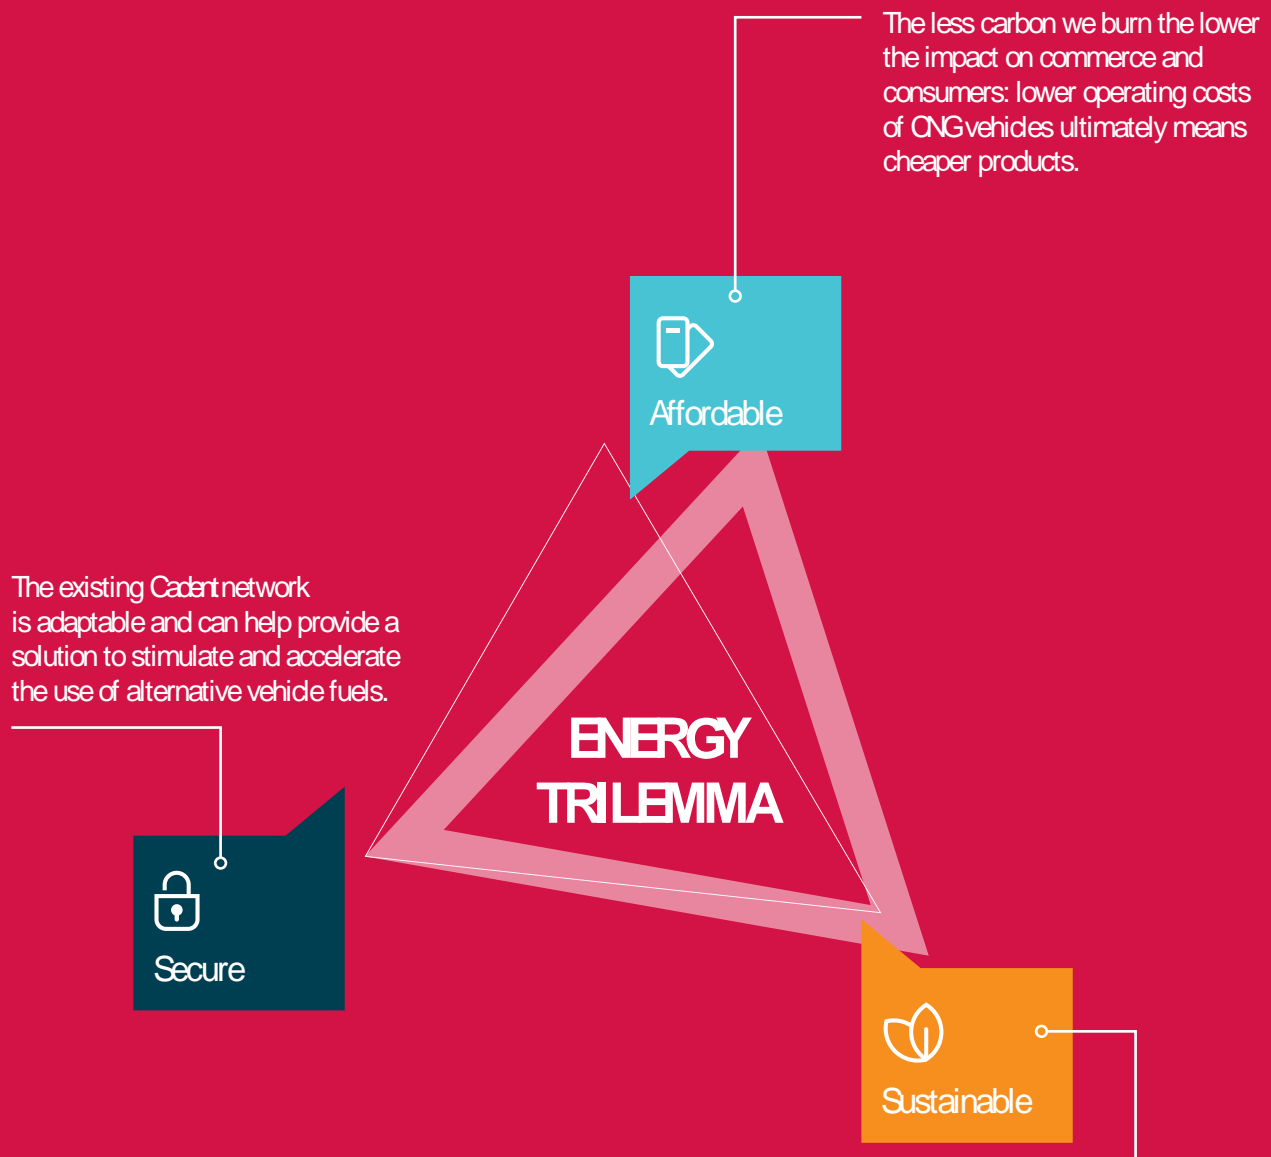 The less carbon we burn the lower
the impact on commerce and
consumers: lower operating costs
of CNG vehicles ultimately means
cheaper products.
Affordable
The existing Cadent network
is adaptable and can help provide a
solution to stimulate and accelerate
the use of alternative vehicle fuels.
ENERGY
TRILEMMA
Secure
Sustainable